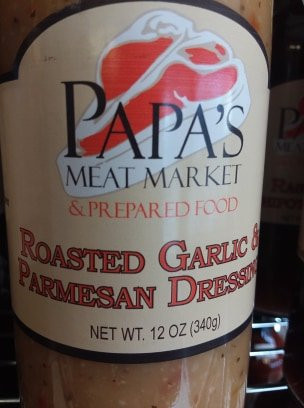 PAPA'S
MEAT MARKET
& PREPARED FOOD
ROASTED GARLIC &
PARMESAN DRESSING
NET WT. 12 OZ (340g)